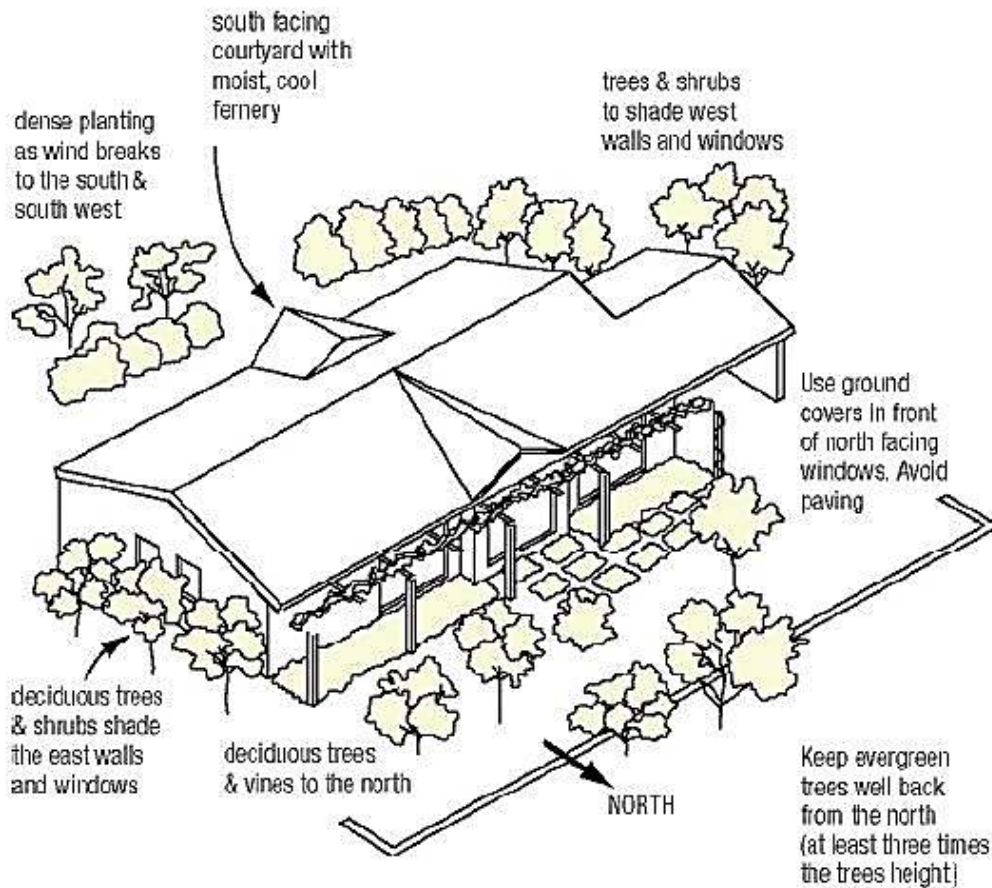 south facing
courtyard with
moist, cool
fernery
trees & shrubs
to shade west
walls and windows
dense planting
as wind breaks
to the south &
south west
Use ground
covers in front
of north facing
windows. Avoid
paving
deciduous trees
& shrubs shade
the east walls
and windows
deciduous trees
& vines to the north
NORTH
Keep evergreen
trees well back
from the north
(at least three times
the trees height)